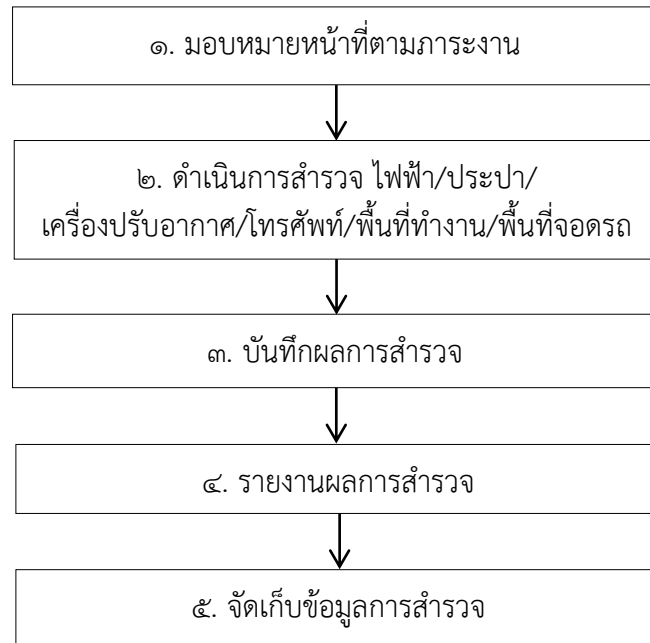 ๑. มอบหมายหน้าที่ตามภาระงาน
๒. ดำเนินการสำรวจ ไฟฟ้า/ประปา/
เครื่องปรับอากาศ/โทรศัพท์/พื้นที่ทำงาน/พื้นที่จอดรถ
๓. บันทึกผลการสำรวจ
๔. รายงานผลการสำรวจ
๕. จัดเก็บข้อมูลการสำรวจ